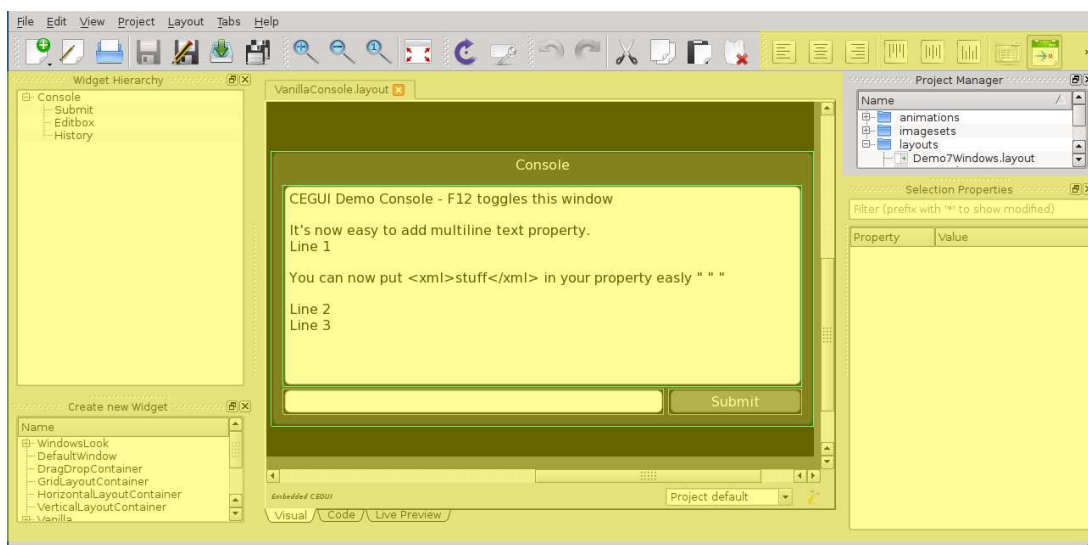 File Edit View Project Layout Tabs Help
Widget Hierarchy
Console
Submit
Editbox
History
Create new Widget
Name
WindowsLook
DefaultWindow
DragDropContainer
GridLayoutContainer
HorizontalLayoutContainer
VerticalLayoutContainer
Vanilla
VanillaConsole.layout
Console
CEGUI Demo Console - F12 toggles this window
It's now easy to add multiline text property.
Line 1
You can now put <xml>stuff</xml> in your property easly " " "
Line 2
Line 3
Submit
Embedded CEGUI
Project default
Visual Code Live Preview
Project Manager
Name
animations
imagesets
layouts
Demo7Windows.layout
Selection Properties
Filter (prefix with '*' to show modified)
Property Value